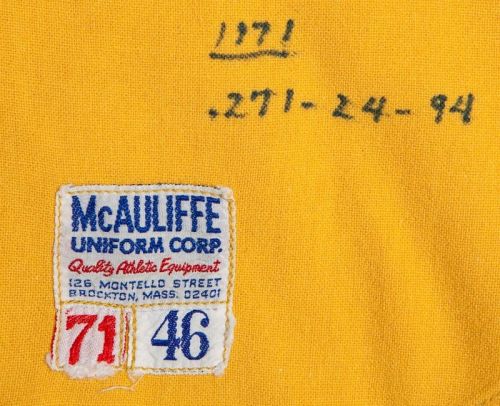 1971
.271-24-94
McAULIFFE
UNIFORM CORP.
Quality Athletic Equipment
126 MONTELLO STREET
BROCKTON, MASS. 02401
71 46